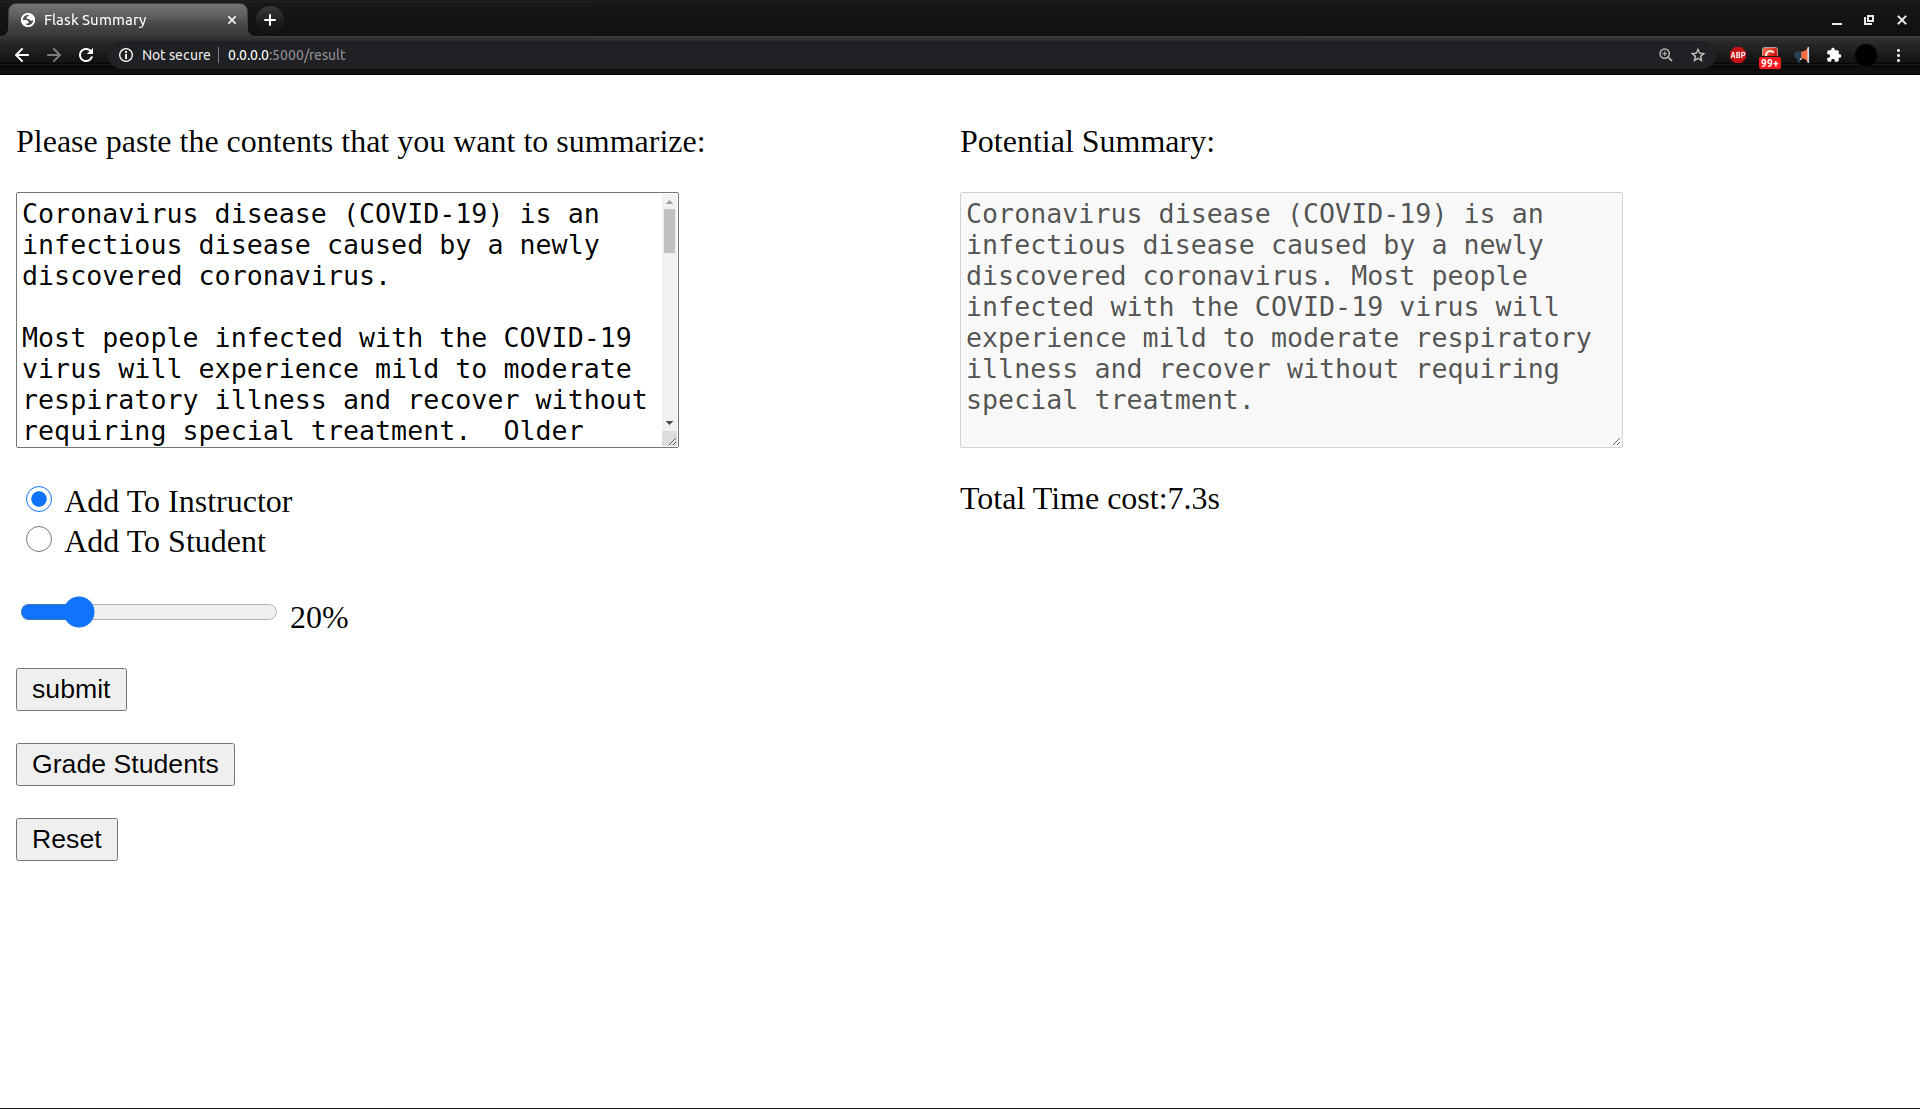 Flask Summary
Not secure
0.0.0.0:5000/result
ABP
99+
Please paste the contents that you want to summarize:
Coronavirus disease (COVID-19) is an
infectious disease caused by a newly
discovered coronavirus.
Most people infected with the COVID-19
virus will experience mild to moderate
respiratory illness and recover without
requiring special treatment.  Older
Add To Instructor
Add To Student
20%
submit
Grade Students
Reset
Potential Summary:
Coronavirus disease (COVID-19) is an
infectious disease caused by a newly
discovered coronavirus. Most people
infected with the COVID-19 virus will
experience mild to moderate respiratory
illness and recover without requiring
special treatment.
Total Time cost:7.3s